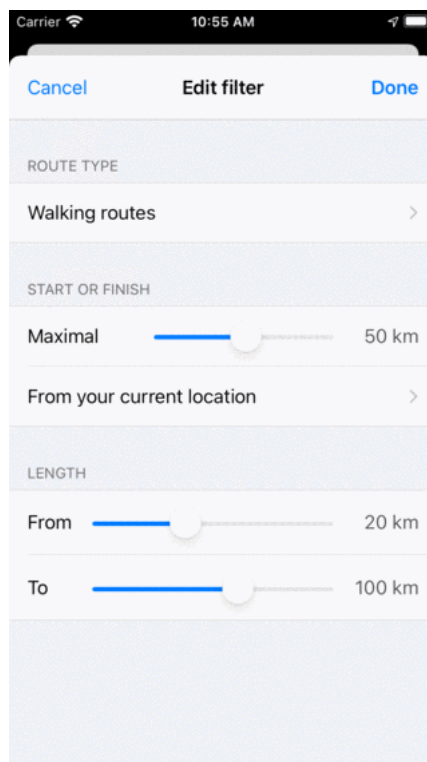 Carrier 10:55 AM
Cancel Edit filter Done
ROUTE TYPE
Walking routes
START OR FINISH
Maximal 50 km
From your current location
LENGTH
From 20 km
To 100 km